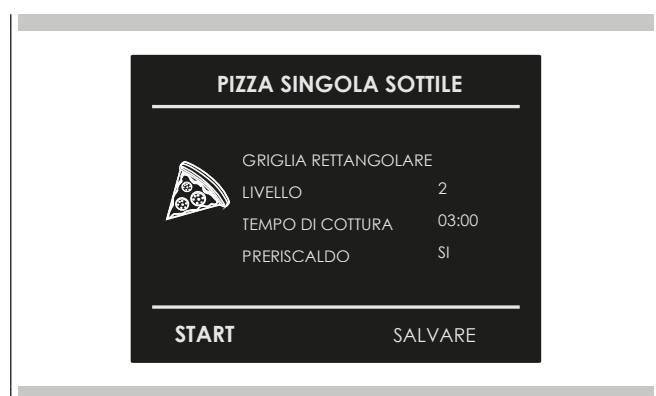 PIZZA SINGOLA SOTTILE
GRIGLIA RETTANGOLARE
LIVELLO 2
TEMPO DI COTTURA 03:00
PRERISCALDO SI
START SALVARE